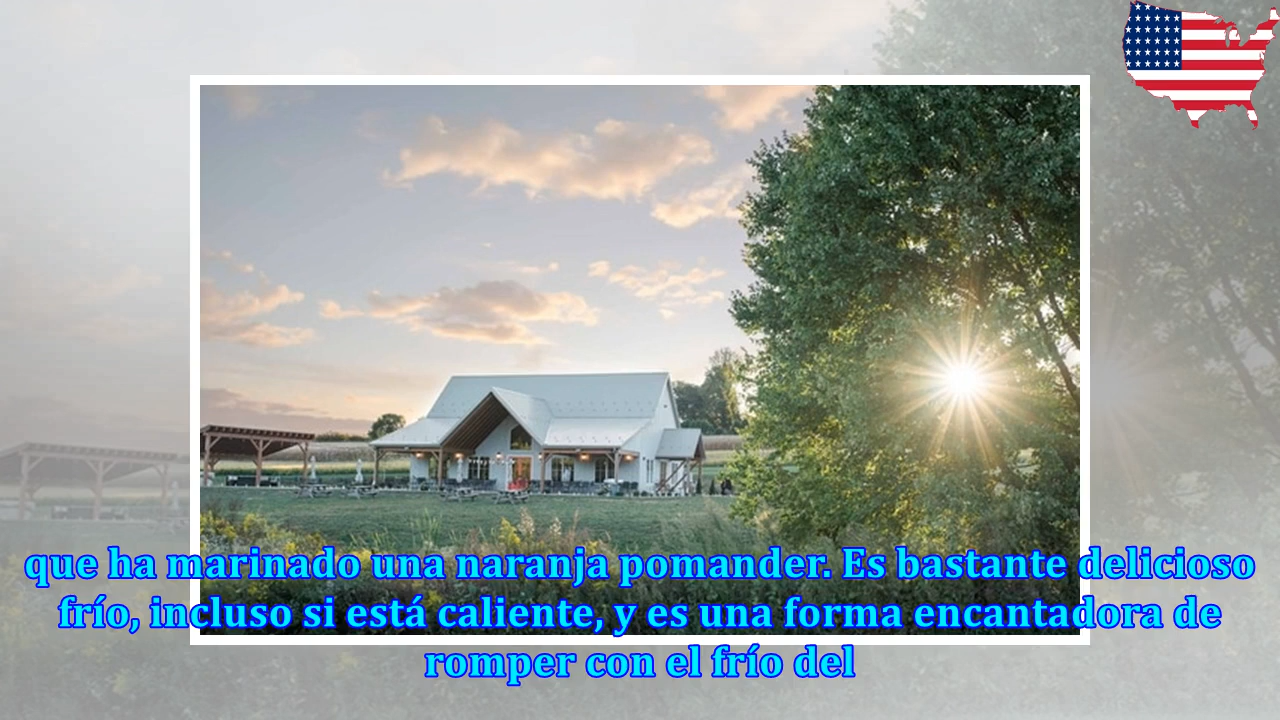 que ha marinado una naranja pomander. Es bastante delicioso
frío, incluso si está caliente, y es una forma encantadora de
romper con el frío del